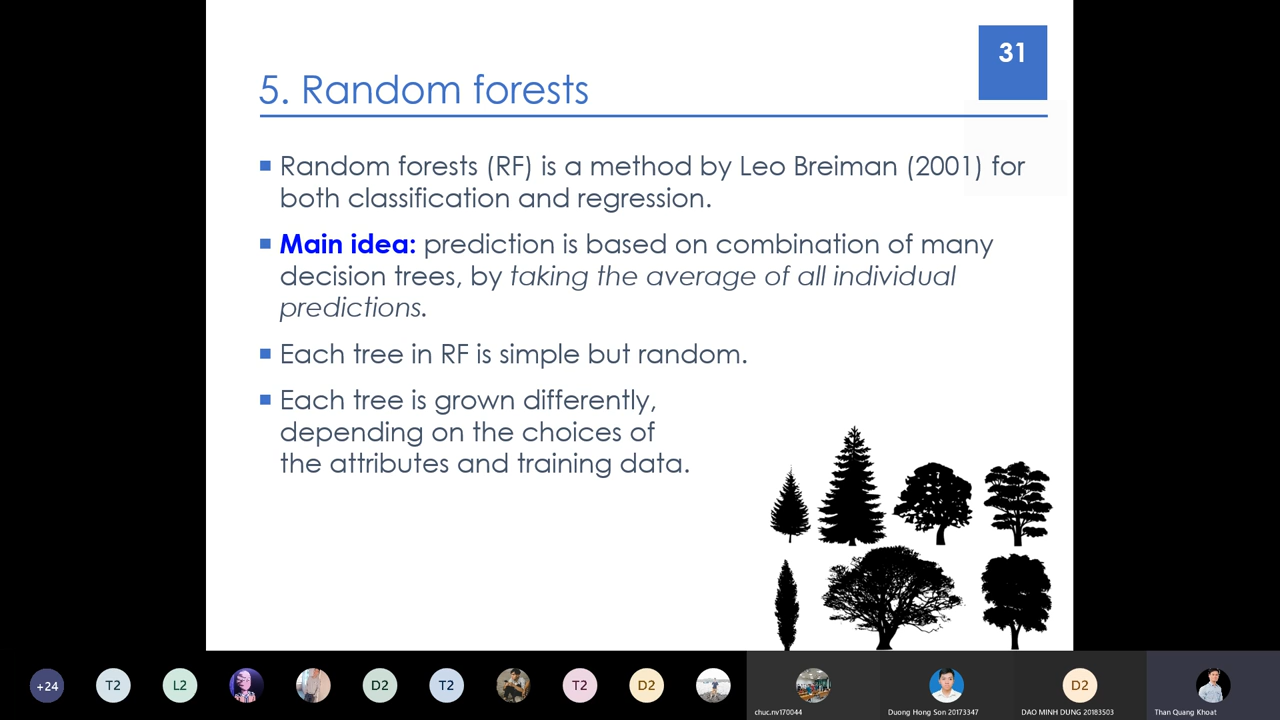 31
5. Random forests
Random forests (RF) is a method by Leo Breiman (2001) for
both classification and regression.
Main idea: prediction is based on combination of many
decision trees, by taking the average of all individual
predictions.
Each tree in RF is simple but random.
Each tree is grown differently,
depending on the choices of
the attributes and training data.
+24
T2
L2
D2
T2
T2
D2
D2
chuc.nv170044
Duong Hong Son 20173347
DAO MINH DUNG 20183503
Than Quang Khoat